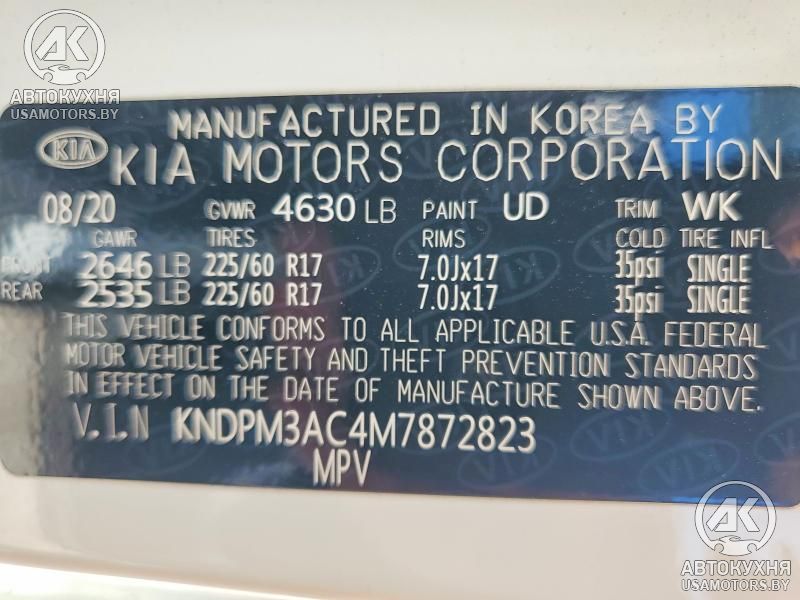 AK
АВТОКУХНЯ
USAMOTORS.BY
MANUFACTURED IN KOREA BY
KIA KIA MOTORS CORPORATION
08/20 GVWR 4630 LB PAINT UD TRIM WK
GAWR TIRES RIMS COLD TIRE INFL
FRONT 2646 LB 225/60 R17 7.0Jx17 35psi SINGLE
REAR 2535 LB 225/60 R17 7.0Jx17 35psi SINGLE
THIS VEHICLE CONFORMS TO ALL APPLICABLE U.S.A. FEDERAL
MOTOR VEHICLE SAFETY AND THEFT PREVENTION STANDARDS
IN EFFECT ON THE DATE OF MANUFACTURE SHOWN ABOVE.
V.I.N KNDPM3AC4M7872823
MPV
AK
АВТОКУХНЯ
USAMOTORS.BY